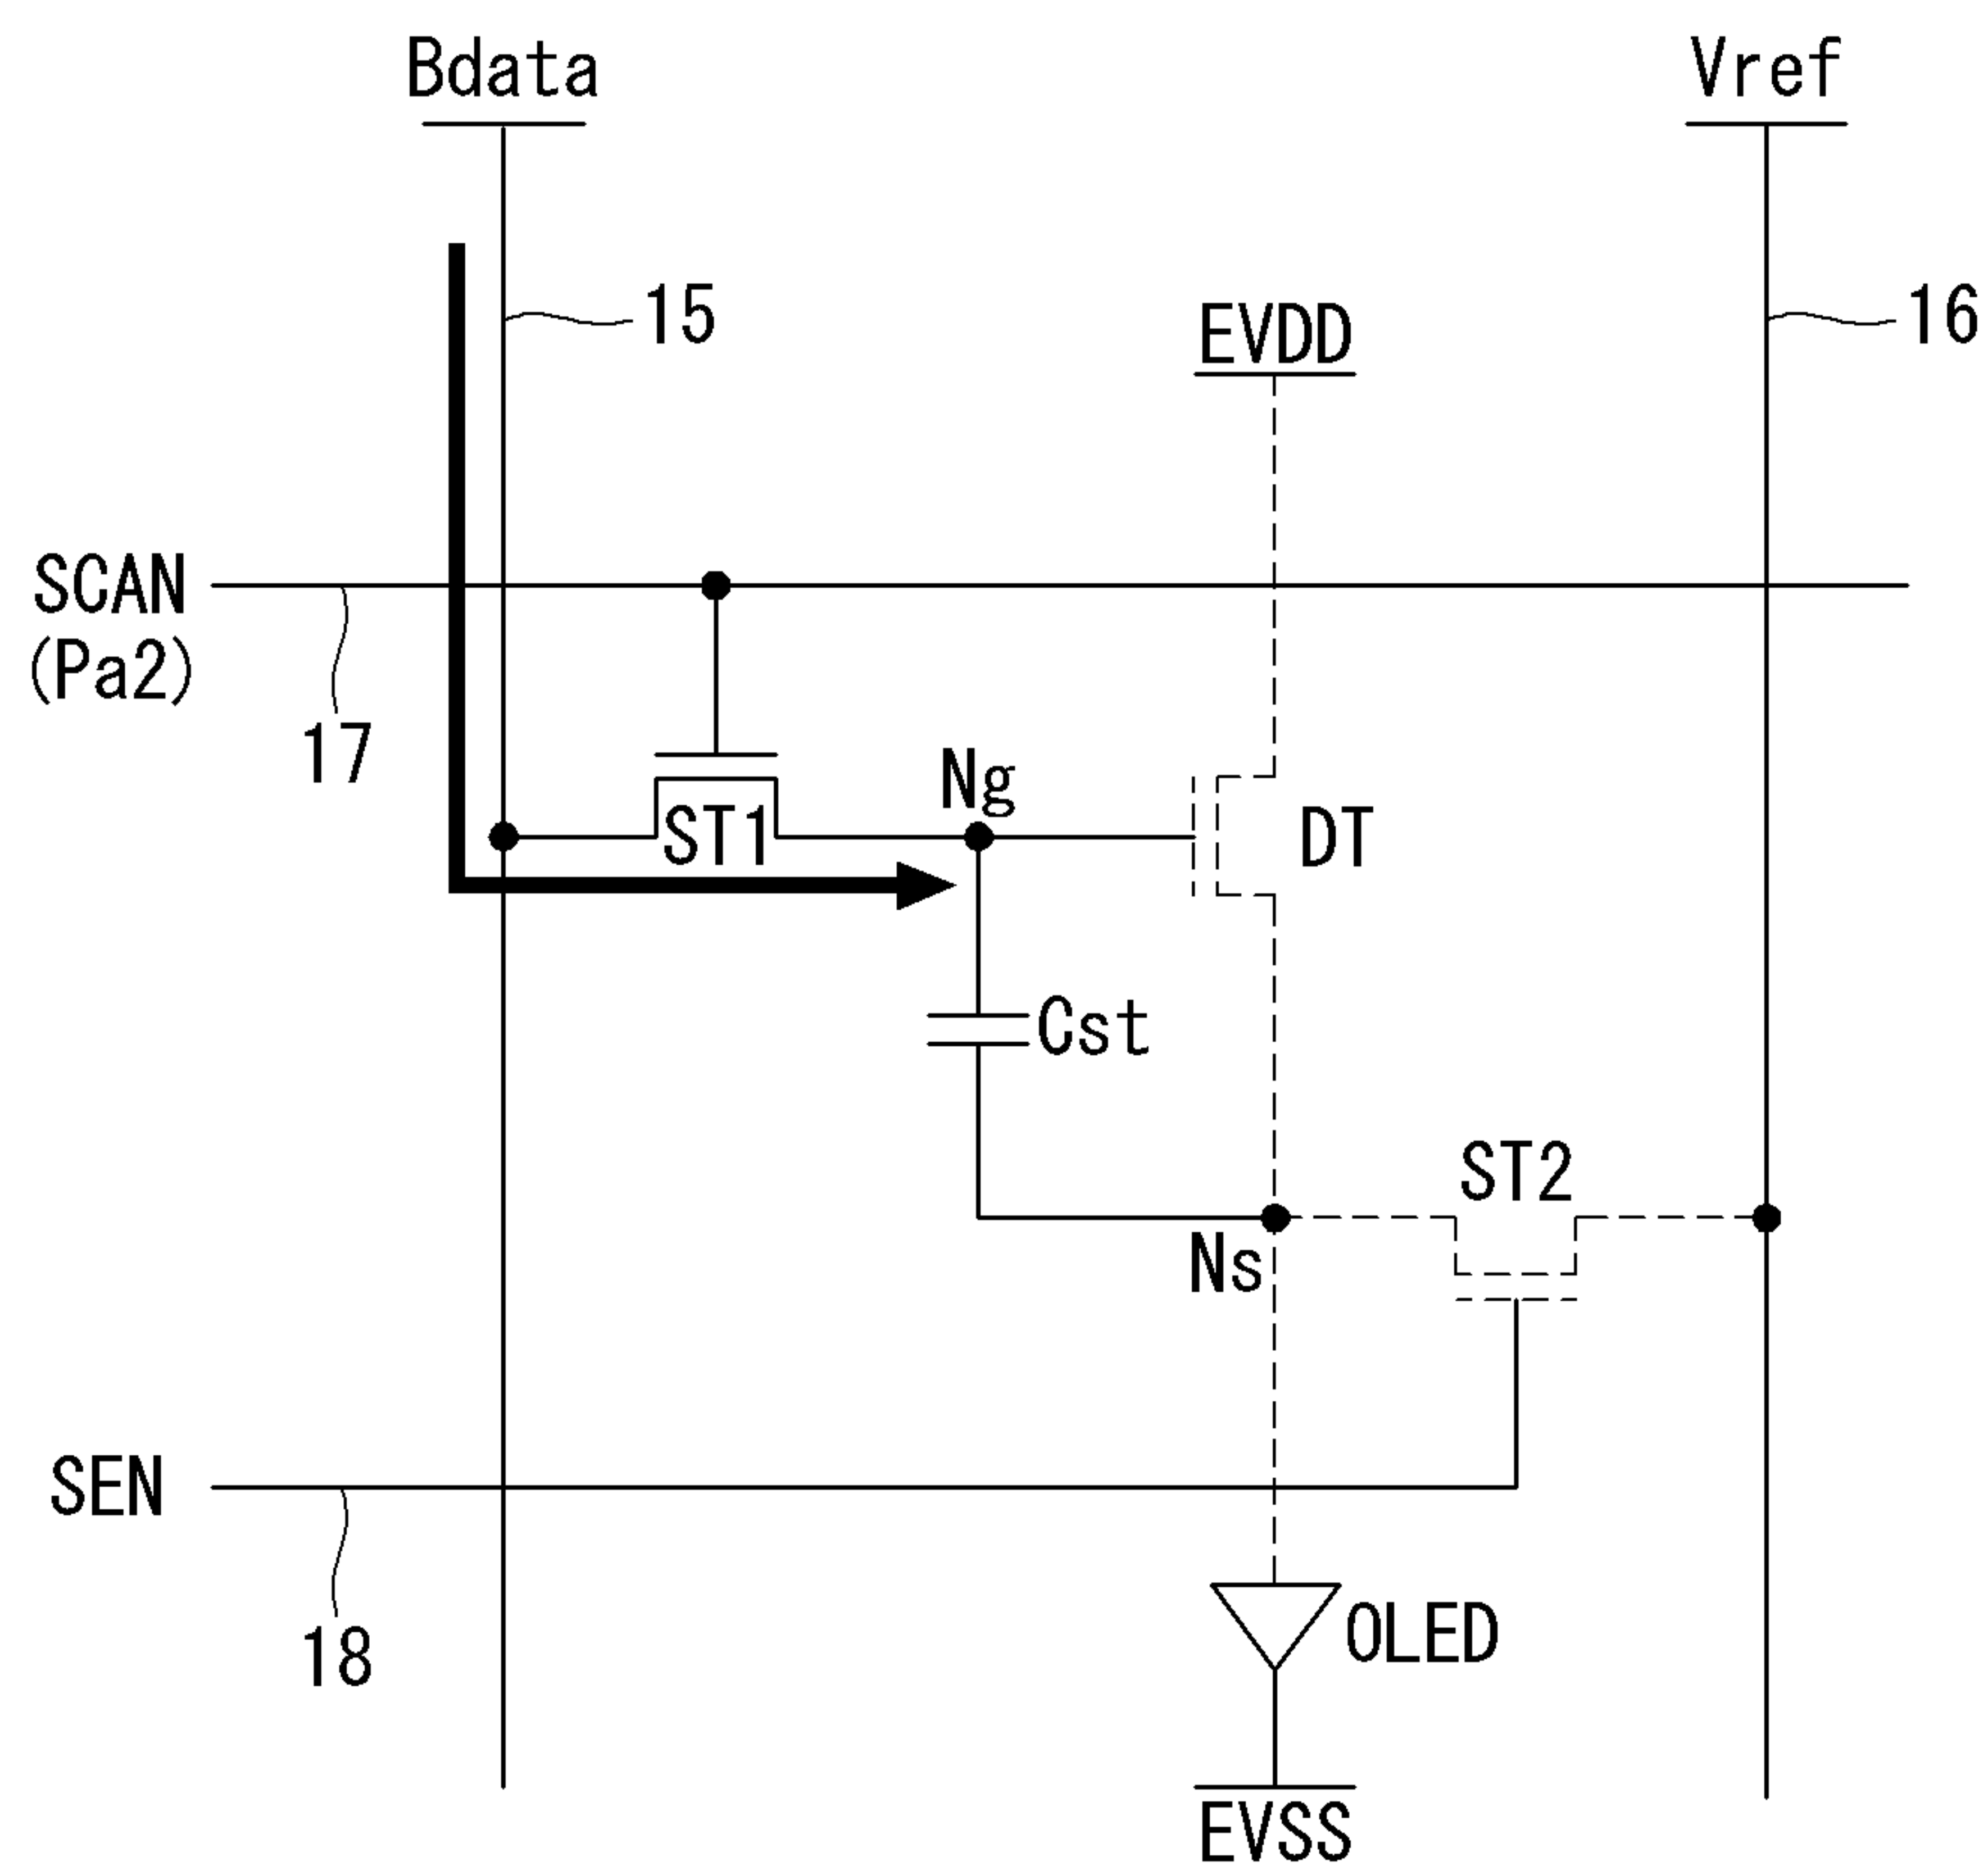 Bdata
Vref
15
EVDD
16
SCAN
(Pa2)
17
ST1
Ng
DT
Cst
ST2
Ns
SEN
18
OLED
EVSS